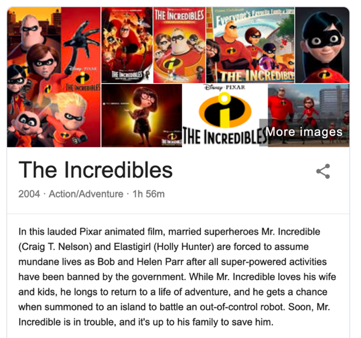 THE INCREDIBLES
THE INCREDIBLES
THE INCREDIBLES
Disney PIXAR
THE INCREDIBLES
More images
The Incredibles
2004 · Action/Adventure · 1h 56m
In this lauded Pixar animated film, married superheroes Mr. Incredible
(Craig T. Nelson) and Elastigirl (Holly Hunter) are forced to assume
mundane lives as Bob and Helen Parr after all super-powered activities
have been banned by the government. While Mr. Incredible loves his wife
and kids, he longs to return to a life of adventure, and he gets a chance
when summoned to an island to battle an out-of-control robot. Soon, Mr.
Incredible is in trouble, and it's up to his family to save him.